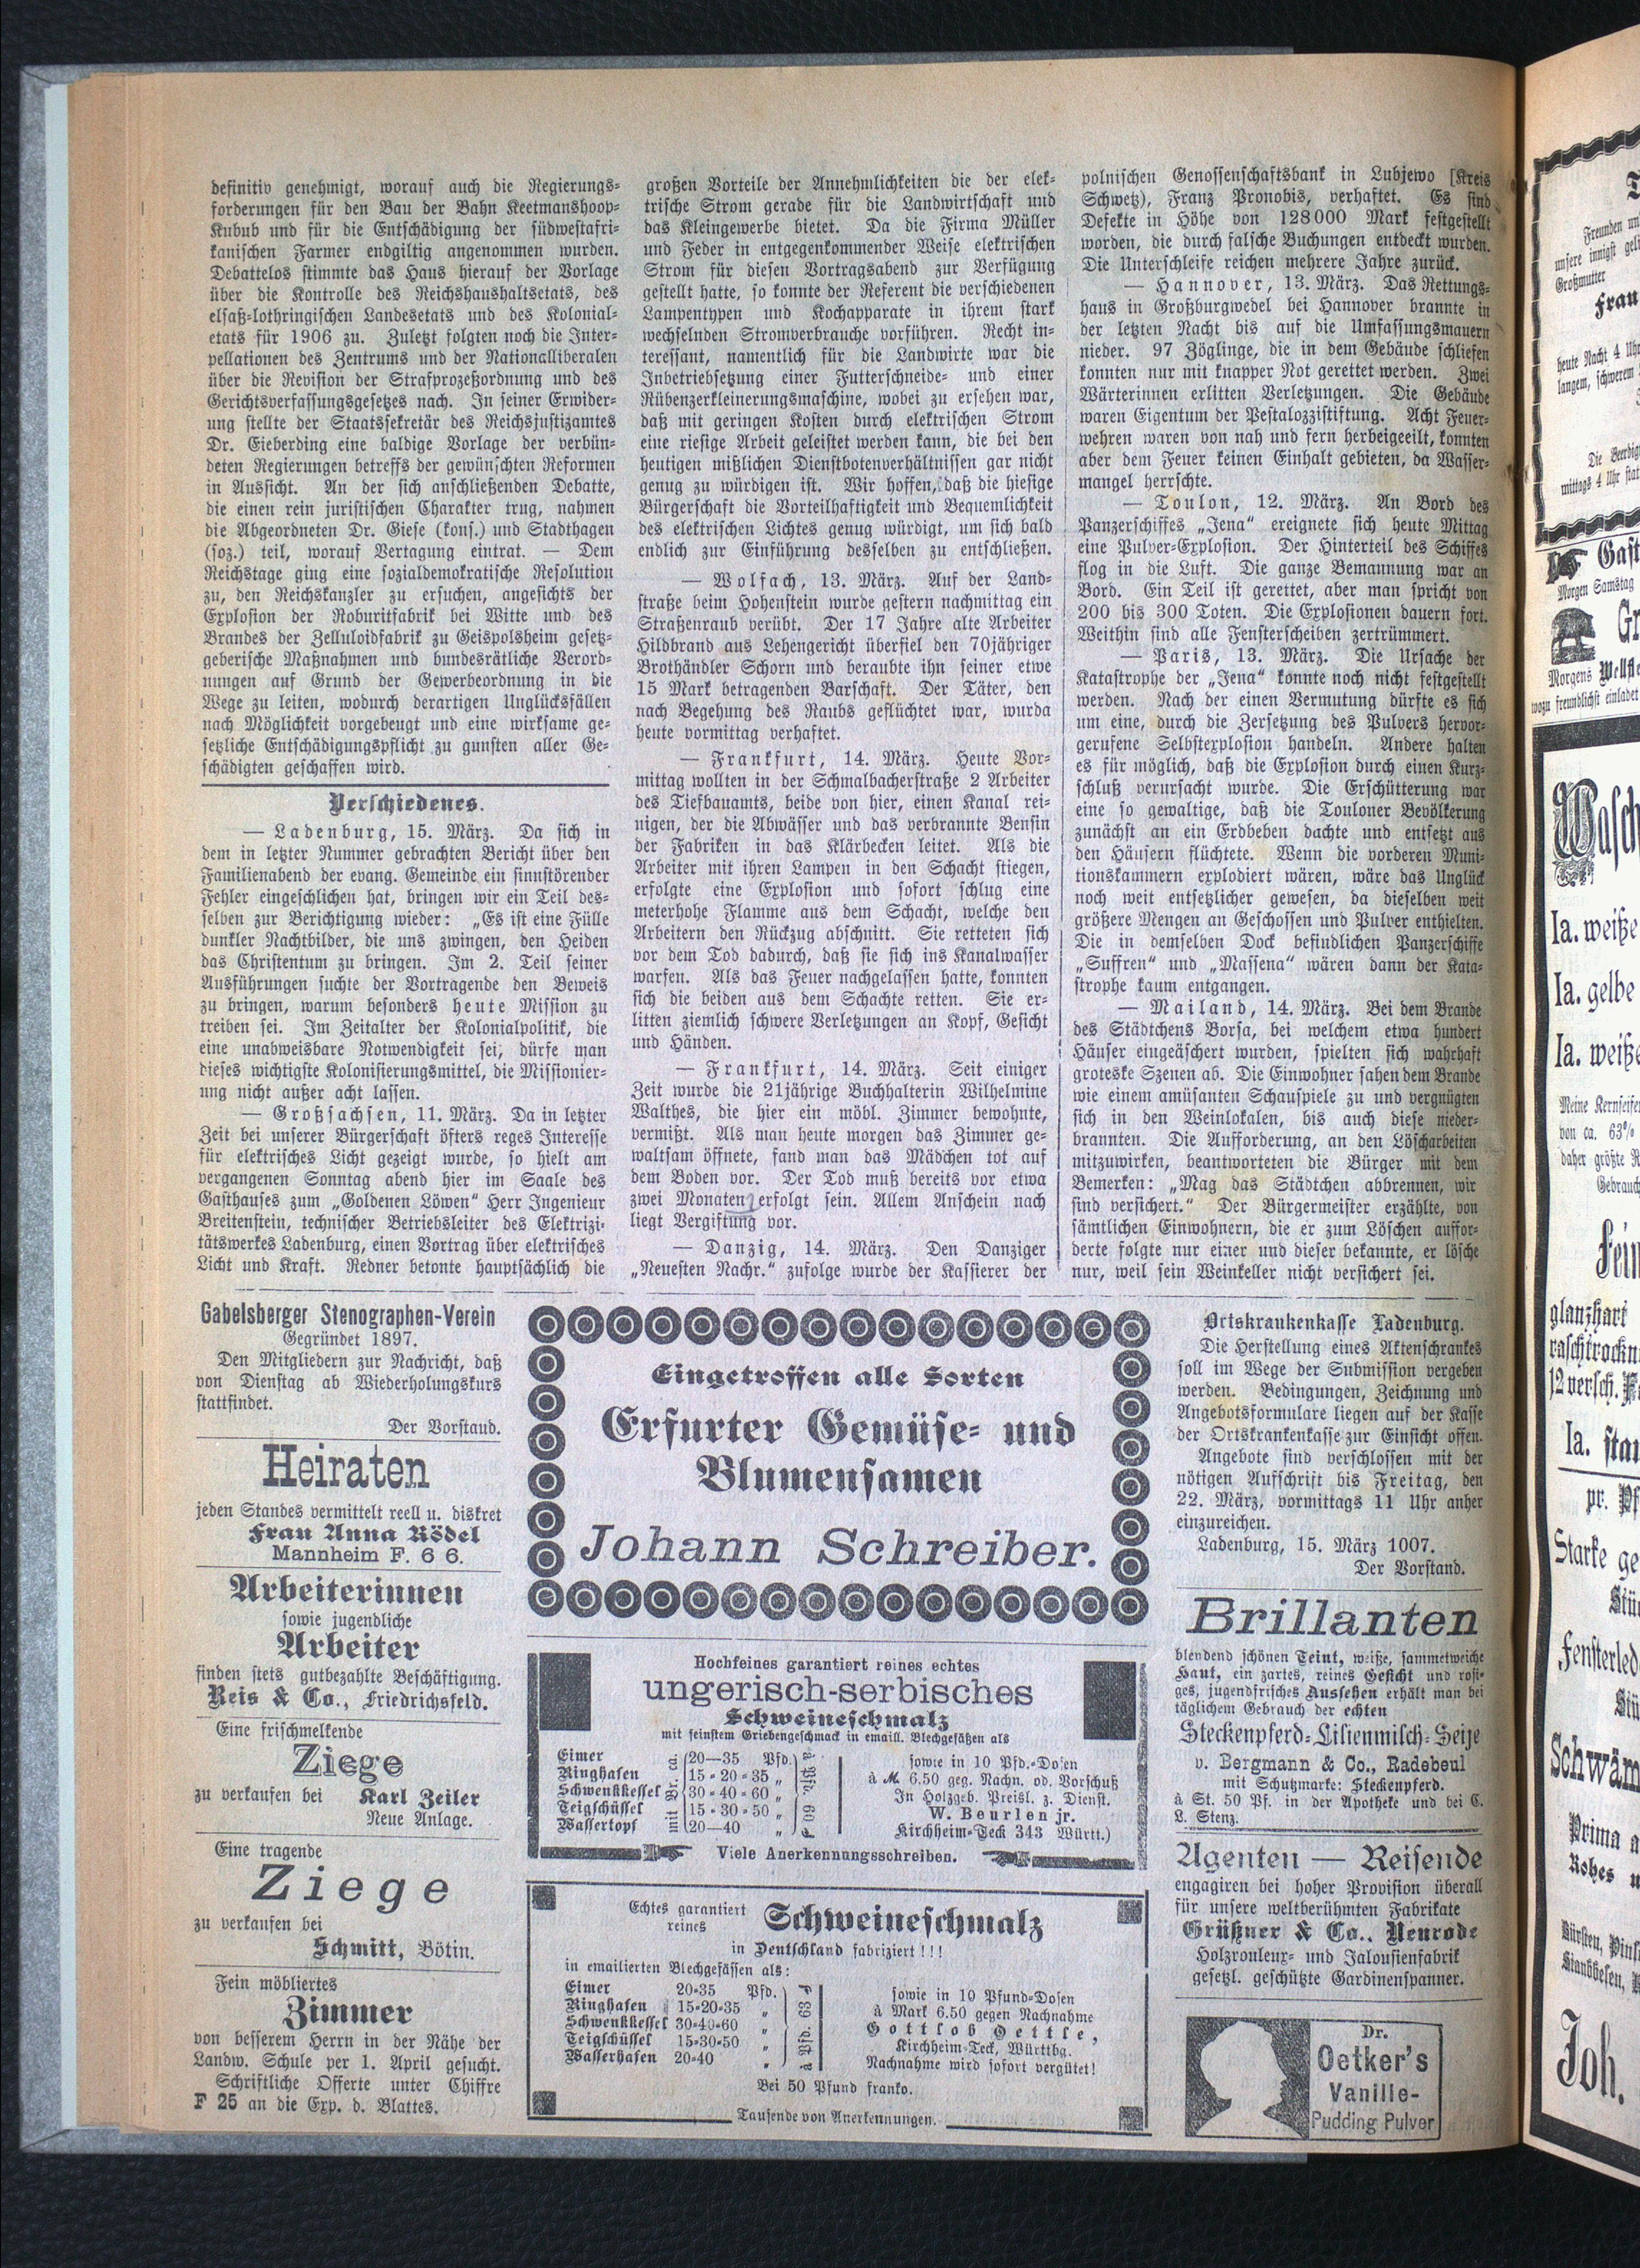 definitiv genehmigt, worauf auch die Regierungs=
forderungen für den Bau der Bahn Keetmanshoop=
Kubub und für die Entschädigung der südwestafri=
kanischen Farmer endgiltig angenommen wurden.
Debattelos stimmte das Haus hierauf der Vorlage
über die Kontrolle des Reichshaushaltsetats, des
elsaß=lothringischen Landesetats und des Kolonial=
etats für 1906 zu. Zuletzt folgten noch die Inter=
pellationen des Zentrums und der Nationalliberalen
über die Revision der Strafprozeßordnung und des
Gerichtsverfassungsgesetzes nach. In seiner Erwider=
ung stellte der Staatssekretär des Reichsjustizamtes
Dr. Eieberding eine baldige Vorlage der verbün=
deten Regierungen betreffs der gewünschten Reformen
in Aussicht. An der sich anschließenden Debatte,
die einen rein juristischen Charakter trug, nahmen
die Abgeordneten Dr. Giese (kons.) und Stadthagen
(soz.) teil, worauf Vertagung eintrat. — Dem
Reichstage ging eine sozialdemokratische Resolution
zu, den Reichskanzler zu ersuchen, angesichts der
Explosion der Roburitfabrik bei Witte und des
Brandes der Zelluloidfabrik zu Geispolsheim gesetz=
geberische Maßnahmen und bundesrätliche Verord=
nungen auf Grund der Gewerbeordnung in die
Wege zu leiten, wodurch derartigen Unglücksfällen
nach Möglichkeit vorgebeugt und eine wirksame ge=
setzliche Entschädigungspflicht zu gunsten aller Ge=
schädigten geschaffen wird.
Verschiedenes.
— Ladenburg, 15. März. Da sich in
dem in letzter Nummer gebrachten Bericht über den
Familienabend der evang. Gemeinde ein sinnstörender
Fehler eingeschlichen hat, bringen wir ein Teil des=
selben zur Berichtigung wieder: „Es ist eine Fülle
dunkler Nachtbilder, die uns zwingen, den Heiden
das Christentum zu bringen. Im 2. Teil seiner
Ausführungen suchte der Vortragende den Beweis
zu bringen, warum besonders heute Mission zu
treiben sei. Im Zeitalter der Kolonialpolitik, die
eine unabweisbare Notwendigkeit sei, dürfe man
dieses wichtigste Kolonisierungsmittel, die Missionier=
ung nicht außer acht lassen.
— Großsachsen, 11. März. Da in letzter
Zeit bei unserer Bürgerschaft öfters reges Interesse
für elektrisches Licht gezeigt wurde, so hielt am
vergangenen Sonntag abend hier im Saale des
Gasthauses zum „Goldenen Löwen“ Herr Ingenieur
Breitenstein, technischer Betriebsleiter des Elektrizi=
tätswerkes Ladenburg, einen Vortrag über elektrisches
Licht und Kraft. Redner betonte hauptsächlich die
großen Vorteile der Annehmlichkeiten die der elek=
trische Strom gerade für die Landwirtschaft und
das Kleingewerbe bietet. Da die Firma Müller
und Feder in entgegenkommender Weise elektrischen
Strom für diesen Vortragsabend zur Verfügung
gestellt hatte, so konnte der Referent die verschiedenen
Lampentypen und Kochapparate in ihrem stark
wechselnden Stromverbrauche vorführen. Recht in=
teressant, namentlich für die Landwirte war die
Inbetriebsetzung einer Futterschneide= und einer
Rübenzerkleinerungsmaschine, wobei zu ersehen war,
daß mit geringen Kosten durch elektrischen Strom
eine riesige Arbeit geleistet werden kann, die bei den
heutigen mißlichen Dienstbotenverhältnissen gar nicht
genug zu würdigen ist. Wir hoffen, daß die hiesige
Bürgerschaft die Vorteilhaftigkeit und Bequemlichkeit
des elektrischen Lichtes genug würdigt, um sich bald
endlich zur Einführung desselben zu entschließen.
— Wolfach, 13. März. Auf der Land=
straße beim Hohenstein wurde gestern nachmittag ein
Straßenraub verübt. Der 17 Jahre alte Arbeiter
Hildbrand aus Lehengericht überfiel den 70jähriger
Brothändler Schorn und beraubte ihn seiner etwe
15 Mark betragenden Barschaft. Der Täter, den
nach Begehung des Raubs geflüchtet war, wurda
heute vormittag verhaftet.
— Frankfurt, 14. März. Heute Vor=
mittag wollten in der Schmalbacherstraße 2 Arbeiter
des Tiefbauamts, beide von hier, einen Kanal rei=
nigen, der die Abwässer und das verbrannte Bensin
der Fabriken in das Klärbecken leitet. Als die
Arbeiter mit ihren Lampen in den Schacht stiegen,
erfolgte eine Explosion und sofort schlug eine
meterhohe Flamme aus dem Schacht, welche den
Arbeitern den Rückzug abschnitt. Sie retteten sich
vor dem Tod dadurch, daß sie sich ins Kanalwasser
warfen. Als das Feuer nachgelassen hatte, konnten
sich die beiden aus dem Schachte retten. Sie er=
litten ziemlich schwere Verletzungen an Kopf, Gesicht
und Händen.
— Frankfurt, 14. März. Seit einiger
Zeit wurde die 21jährige Buchhalterin Wilhelmine
Walthes, die hier ein möbl. Zimmer bewohnte,
vermißt. Als man heute morgen das Zimmer ge=
waltsam öffnete, fand man das Mädchen tot auf
dem Boden vor. Der Tod muß bereits vor etwa
zwei Monaten erfolgt sein. Allem Anschein nach
liegt Vergiftung vor.
— Danzig, 14. März. Den Danziger
„Neuesten Nachr.“ zufolge wurde der Kassierer der
polnischen Genossenschaftsbank in Lubjewo [Kreis
Schwetz), Franz Pronobis, verhaftet. Es sind
Defekte in Höhe von 128000 Mark festgestellt
worden, die durch falsche Buchungen entdeckt wurden.
Die Unterschleife reichen mehrere Jahre zurück.
— Hannover, 13. März. Das Rettungs=
haus in Großburgwedel bei Hannover brannte in
der letzten Nacht bis auf die Umfassungsmauern
nieder. 97 Zöglinge, die in dem Gebäude schliefen
konnten nur mit knapper Not gerettet werden. Zwei
Wärterinnen erlitten Verletzungen. Die Gebäude
waren Eigentum der Pestalozzistiftung. Acht Feuer=
wehren waren von nah und fern herbeigeeilt, konnten
aber dem Feuer keinen Einhalt gebieten, da Wasser=
mangel herrschte.
— Toulon, 12. März. An Bord des
Panzerschiffes „Jena“ ereignete sich heute Mittag
eine Pulver=Explosion. Der Hinterteil des Schiffes
flog in die Luft. Die ganze Bemannung war an
Bord. Ein Teil ist gerettet, aber man spricht von
200 bis 300 Toten. Die Explosionen dauern fort.
Weithin sind alle Fensterscheiben zertrümmert.
— Paris, 13. März. Die Ursache der
Katastrophe der „Jena“ konnte noch nicht festgestellt
werden. Nach der einen Vermutung dürfte es sich
um eine, durch die Zersetzung des Pulvers hervor=
gerufene Selbstexplosion handeln. Andere halten
es für möglich, daß die Explosion durch einen Kurz=
schluß verursacht wurde. Die Erschütterung war
eine so gewaltige, daß die Touloner Bevölkerung
zunächst an ein Erdbeben dachte und entsetzt aus
den Häusern flüchtete. Wenn die vorderen Muni=
tionskammern explodiert wären, wäre das Unglück
noch weit entsetzlicher gewesen, da dieselben weit
größere Mengen an Geschossen und Pulver enthielten.
Die in demselben Dock befindlichen Panzerschiffe
„Suffren“ und „Massena“ wären dann der Kata=
strophe kaum entgangen.
— Mailand, 14. März. Bei dem Brande
des Städtchens Borsa, bei welchem etwa hundert
Häuser eingeäschert wurden, spielten sich wahrhaft
groteske Szenen ab. Die Einwohner sahen dem Brande
wie einem amüsanten Schauspiele zu und vergnügten
sich in den Weinlokalen, bis auch diese nieder=
brannten. Die Aufforderung, an den Löscharbeiten
mitzuwirken, beantworteten die Bürger mit dem
Bemerken: „Mag das Städtchen abbrennen, wir
sind versichert.“ Der Bürgermeister erzählte, von
sämtlichen Einwohnern, die er zum Löschen auffor=
derte folgte nur einer und dieser bekannte, er lösche
nur, weil sein Weinkeller nicht versichert sei.
Gabelsberger Stenographen-Verein
Gegründet 1897.
Den Mitgliedern zur Nachricht, daß
von Dienstag ab Wiederholungskurs
stattfindet.
Der Vorstand.
Heiraten
jeden Standes vermittelt reell u. diskret
Frau Anna Rödel
Mannheim F. 6 6.
Arbeiterinnen
sowie jugendliche
Arbeiter
finden stets gutbezahlte Beschäftigung.
Reis & Co., Friedrichsfeld.
Eine frischmelkende
Ziege
zu verkaufen bei Karl Zeiler
Neue Anlage.
Eine tragende
Ziege
zu verkaufen bei
Schmitt, Bötin.
Fein möbliertes
Zimmer
von besserem Herrn in der Nähe der
Landw. Schule per 1. April gesucht.
Schriftliche Offerte unter Chiffre
F 25 an die Exp. d. Blattes.
Eingetroffen alle Sorten
Erfurter Gemüse= und
Blumensamen
Johann Schreiber.
Hochfeines garantiert reines echtes
ungerisch-serbisches
Schweineschmalz
mit feinstem Griebengeschmack in emaill. Blechgefäßen als
Eimer 20—35 Pfd.
Ringhafen 15=20=35 „
Schwenkkessel 30=40=60 „
Teigschüssel 15=30=50 „
Wassertopf 20—40 „
sowie in 10 Pfd.=Dosen
à M. 6.50 geg. Nachn. od. Vorschuß
In Holzgeb. Preisl. z. Dienst.
W. Beurlen jr.
Kirchheim=Teck 343 Württ.)
Viele Anerkennungsschreiben.
Echtes garantiert
reines Schweineschmalz
in Deutschland fabriziert!!!
in emailierten Blechgefässen als:
Eimer 20=35 Pfd.
Ringhafen 15=20=35 „
Schwenkkessel 30=40=60 „
Teigschüssel 15=30=50 „
Wasserhafen 20=40 „
à Pfd. 63
sowie in 10 Pfund=Dosen
à Mark 6.50 gegen Nachnahme
Gottlob Oettle,
Kirchheim=Teck, Württbg.
Nachnahme wird sofort vergütet!
Bei 50 Pfund franko.
Tausende von Anerkennungen.
Ortskrankenkasse Ladenburg.
Die Herstellung eines Aktenschrankes
soll im Wege der Submission vergeben
werden. Bedingungen, Zeichnung und
Angebotsformulare liegen auf der Kasse
der Ortskrankenkasse zur Einsicht offen.
Angebote sind verschlossen mit der
nötigen Aufschrift bis Freitag, den
22. März, vormittags 11 Uhr anher
einzureichen.
Ladenburg, 15. März 1007.
Der Vorstand.
Brillanten
blendend schönen Teint, weiße, sammetweiche
Haut, ein zartes, reines Gesicht und rosi=
ges, jugendfrisches Aussehen erhält man bei
täglichem Gebrauch der echten
Steckenpferd=Lilienmilch=Seife
v. Bergmann & Co., Radebeul
mit Schutzmarke: Steckenpferd.
à St. 50 Pf. in der Apotheke und bei C.
L. Stenz.
Agenten — Reisende
engagiren bei hoher Provision überall
für unsere weltberühmten Fabrikate
Grüßner & Co., Neurode
Holzrouleux= und Jalousienfabrik
gesetzl. geschützte Gardinenspanner.
Dr.
Oetker's
Vanille-
Pudding Pulver
Freunden
unsere innigst
Großmutter
Frau
heute Nacht 4 Uhr
langem, schwerem
mittags 4 Uhr
Morgen Samstag
Morgens
wozu freundlichst einladet
Ia. weiße
Ia. gelbe
Ia. weiße
Meine Kernseife
von ca. 63%
daher größte
glanzhart
12 versch.
Ia.
pr.
Starke
Schwäm
Prima
Rohes
Joh.